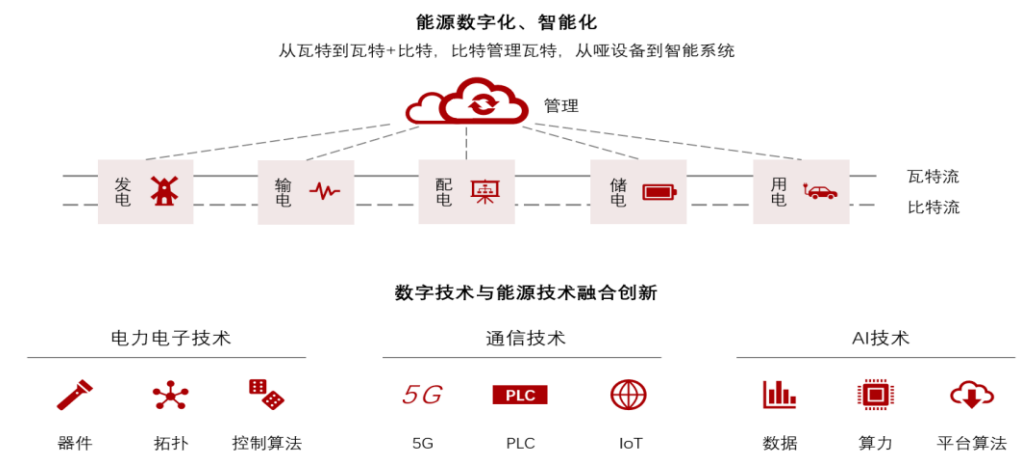 能源数字化、智能化
从瓦特到瓦特+比特，比特管理瓦特，从哑设备到智能系统
管理
发电
输电
配电
储电
用电
瓦特流
比特流
数字技术与能源技术融合创新
电力电子技术
通信技术
AI技术
5G
PLC
器件
拓扑
控制算法
5G
PLC
IoT
数据
算力
平台算法